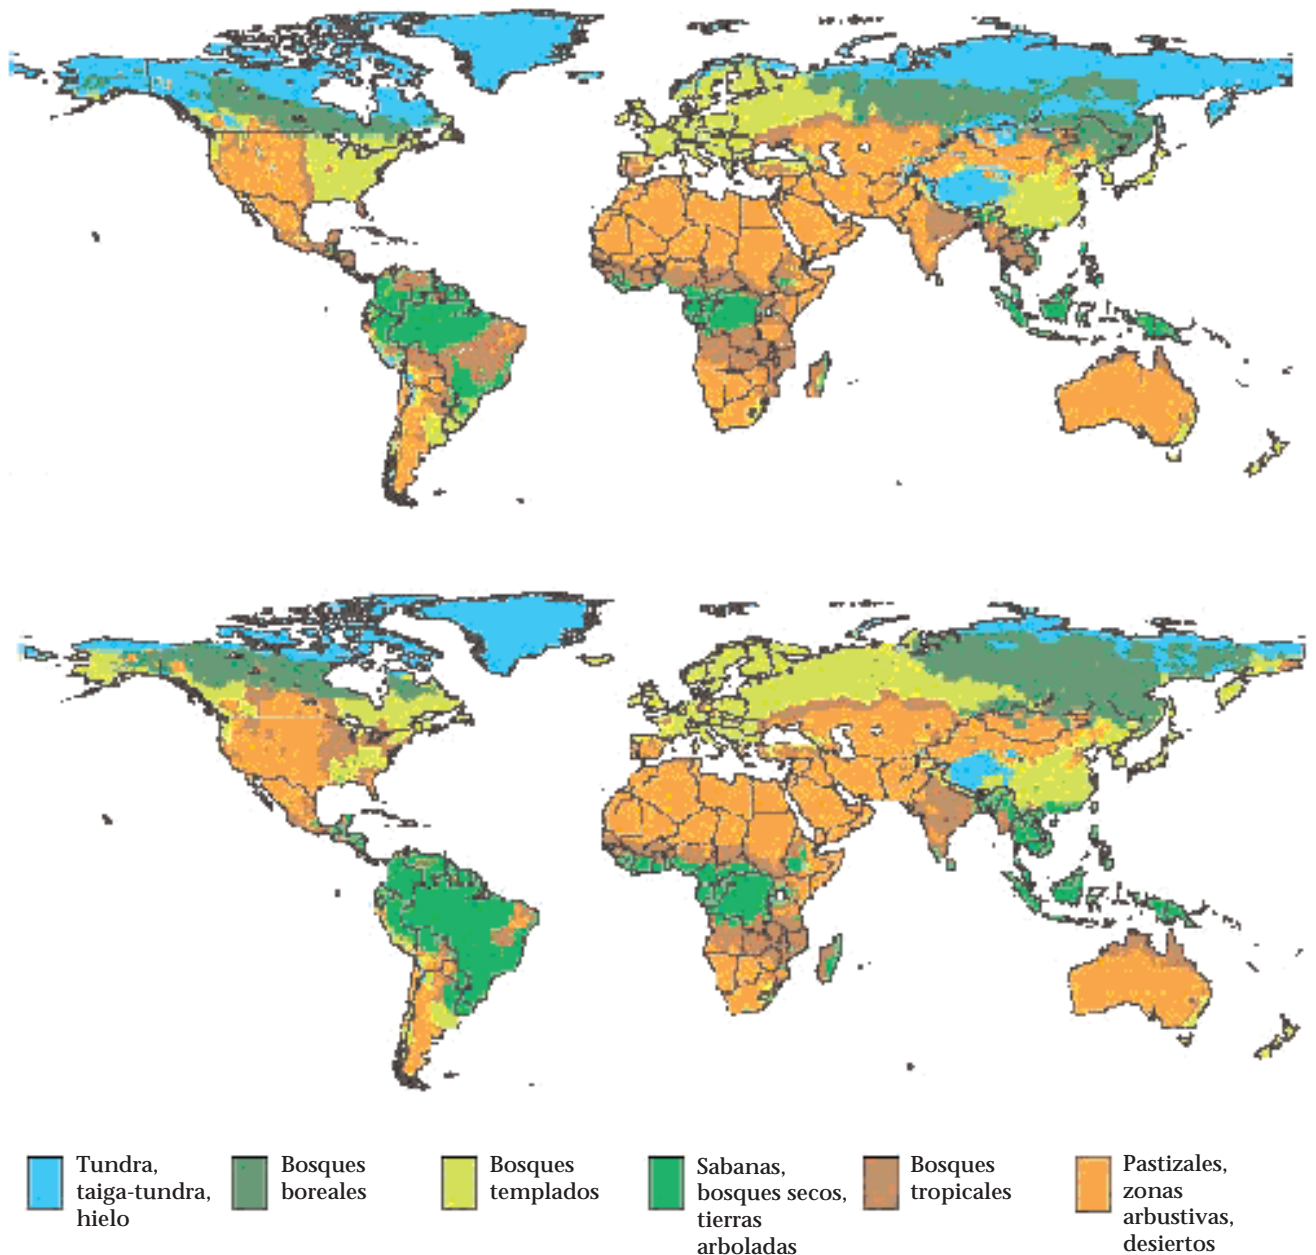 Tundra,
taiga-tundra,
hielo
Bosques
boreales
Bosques
templados
Sabanas,
bosques secos,
tierras
arboladas
Bosques
tropicales
Pastizales,
zonas
arbustivas,
desiertos